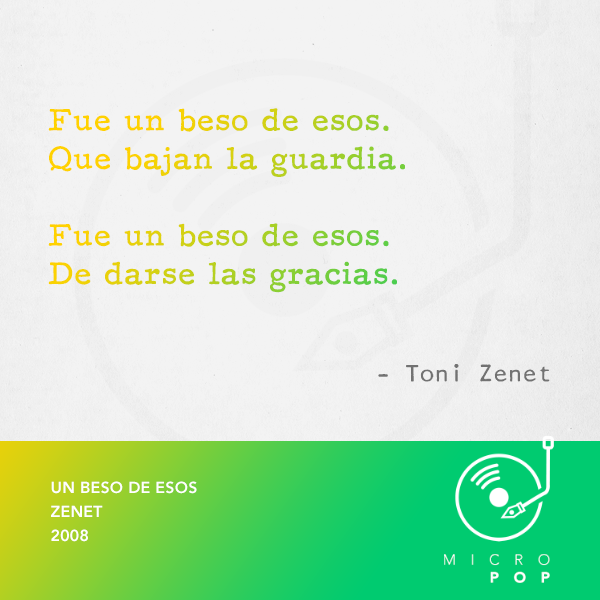 Fue un beso de esos.
Que bajan la guardia.
Fue un beso de esos.
De darse las gracias.
– Toni Zenet
UN BESO DE ESOS
ZENET
2008
MICRO
POP